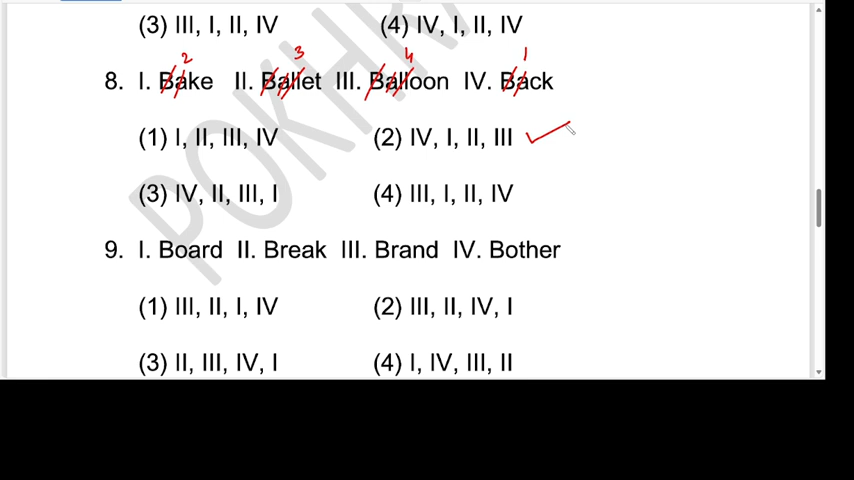 (3) III, I, II, IV (4) IV, I, II, IV
2 3 4 1
8. I. Bake II. Ballet III. Balloon IV. Back
(1) I, II, III, IV (2) IV, I, II, III
(3) IV, II, III, I (4) III, I, II, IV
9. I. Board II. Break III. Brand IV. Bother
(1) III, II, I, IV (2) III, II, IV, I
(3) II, III, IV, I (4) I, IV, III, II
POKHR